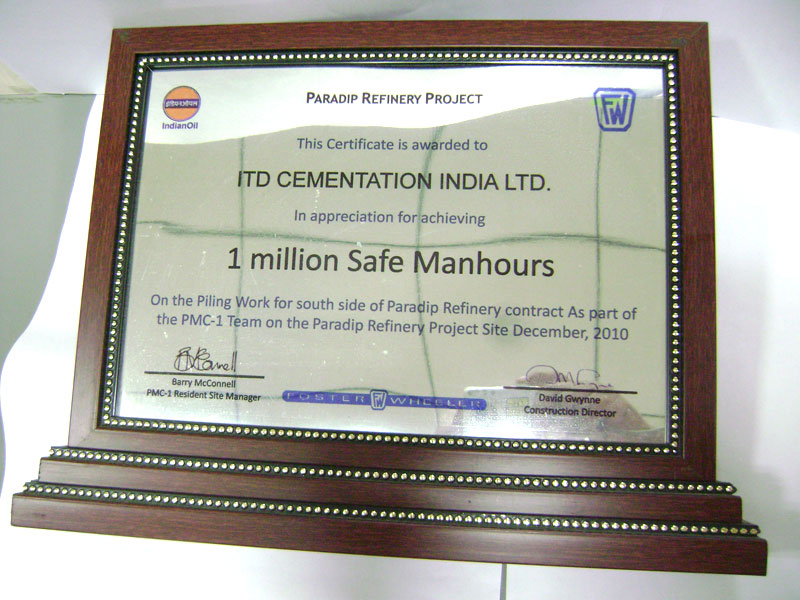 PARADIP REFINERY PROJECT
इंडियनऑयल
IndianOil
FW
This Certificate is awarded to
ITD CEMENTATION INDIA LTD.
In appreciation for achieving
1 million Safe Manhours
On the Piling Work for south side of Paradip Refinery contract As part of
the PMC-1 Team on the Paradip Refinery Project Site December, 2010
Barry McConnell
PMC-1 Resident Site Manager
FOSTER FW WHEELER
David Gwynne
Construction Director